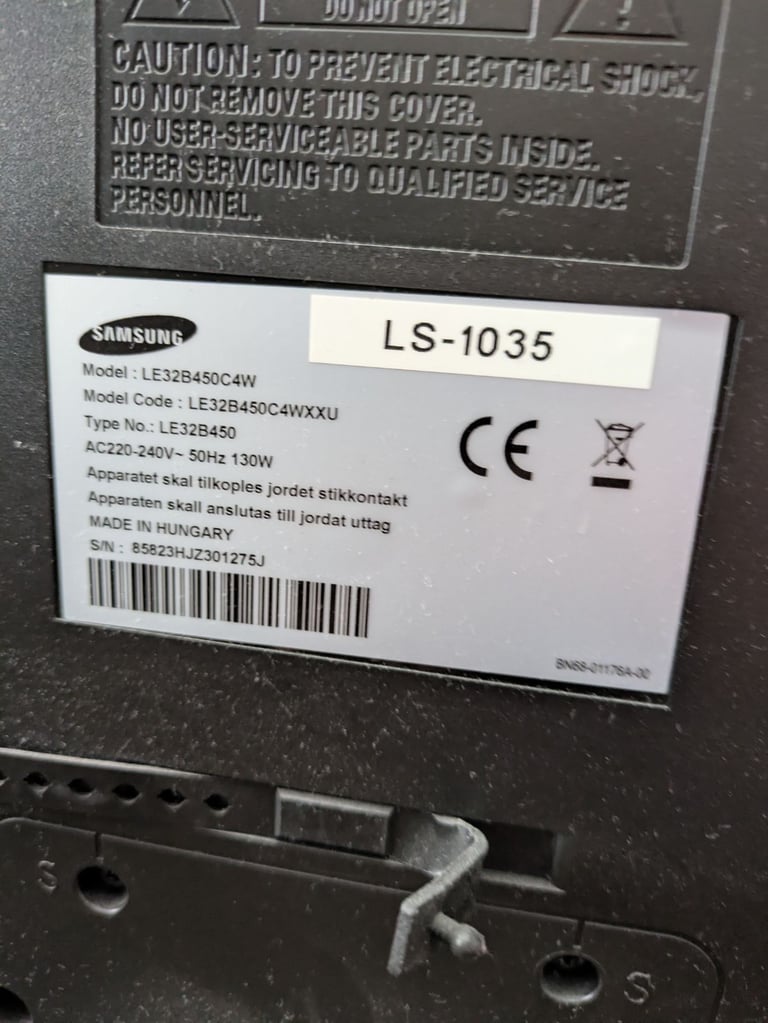 DO NOT OPEN
CAUTION: TO PREVENT ELECTRICAL SHOCK,
DO NOT REMOVE THIS COVER.
NO USER-SERVICEABLE PARTS INSIDE.
REFER SERVICING TO QUALIFIED SERVICE
PERSONNEL.
SAMSUNG
LS-1035
Model : LE32B450C4W
Model Code : LE32B450C4WXXU
Type No.: LE32B450
AC220-240V~ 50Hz 130W
Apparatet skal tilkoples jordet stikkontakt
Apparaten skall anslutas till jordat uttag
MADE IN HUNGARY
S/N : 85823HJZ301275J
CE
BN68-01176A-00
S
S